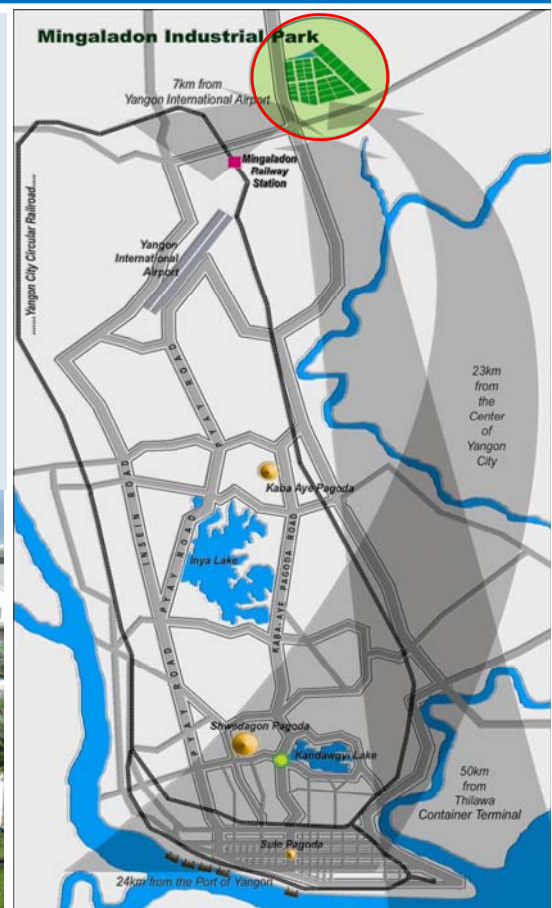 Mingaladon Industrial Park
7km from
Yangon International Airport
Mingaladon
Railway
Station
......Yangon City Circular Railroad......
Yangon
International
Airport
PYAY ROAD
23km
from
the
Center
of
Yangon
City
INSEIN ROAD
Kaba Aye Pagoda
PYAY ROAD
Inya Lake
KABA-AYE PAGODA ROAD
PYAY ROAD
Shwedagon Pagoda
Kandawgyi Lake
50km
from
Thilawa
Container Terminal
Sule Pagoda
24km from the Port of Yangon